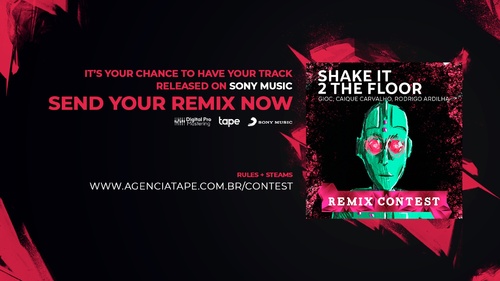 IT'S YOUR CHANCE TO HAVE YOUR TRACK
RELEASED ON SONY MUSIC
SEND YOUR REMIX NOW
Digital Pro
Mastering
tape
SONY MUSIC
RULES + STEAMS
WWW.AGENCIATAPE.COM.BR/CONTEST
SHAKE IT
2 THE FLOOR
GIOC, CAIQUE CARVALHO, RODRIGO ARDILHA
REMIX CONTEST